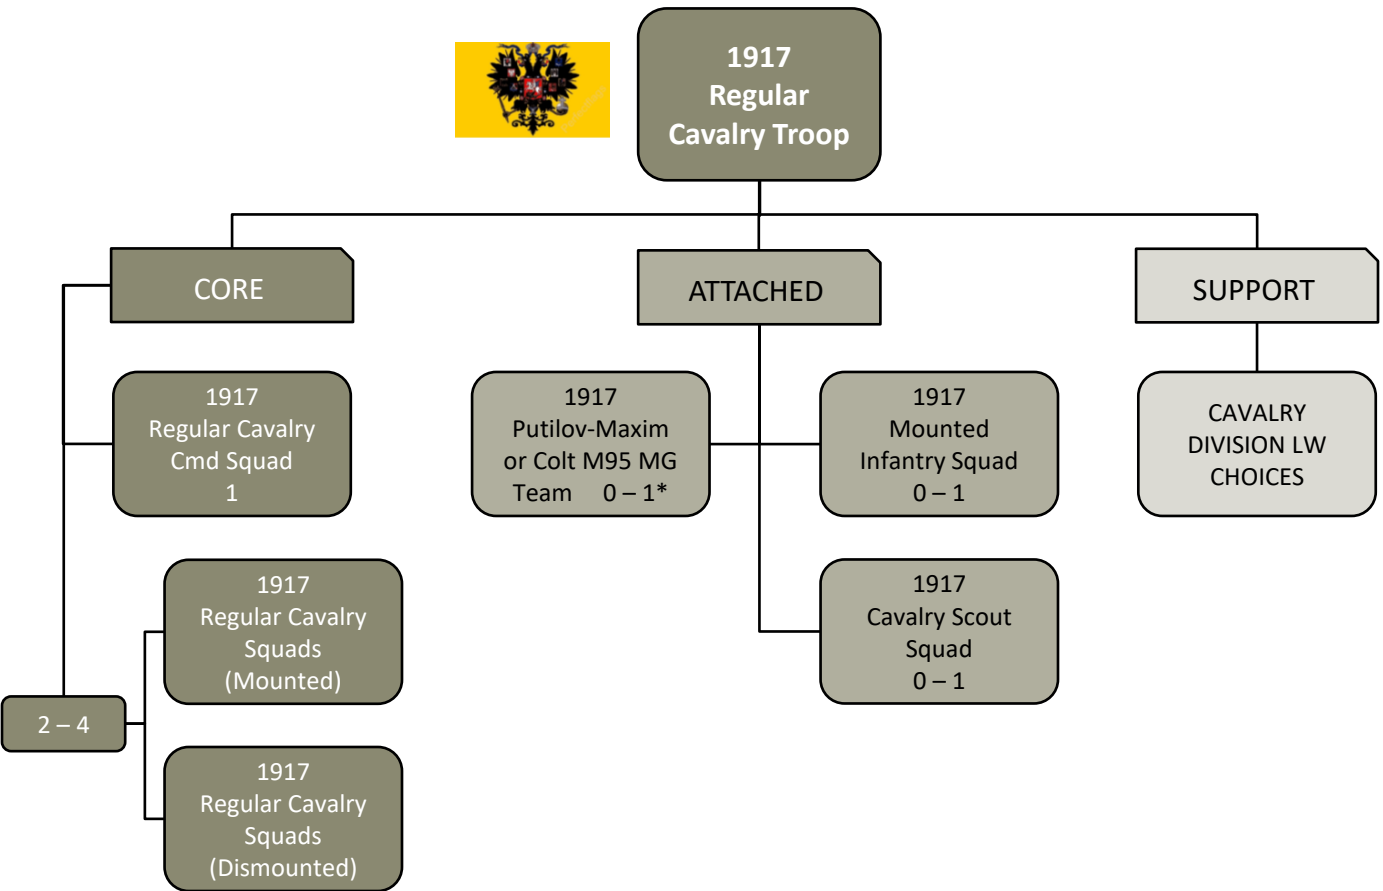 1917
Regular
Cavalry Troop
CORE
ATTACHED
SUPPORT
1917
Regular Cavalry
Cmd Squad
1
1917
Putilov-Maxim
or Colt M95 MG
Team 0 – 1*
1917
Mounted
Infantry Squad
0 – 1
CAVALRY
DIVISION LW
CHOICES
1917
Regular Cavalry
Squads
(Mounted)
1917
Cavalry Scout
Squad
0 – 1
2 – 4
1917
Regular Cavalry
Squads
(Dismounted)